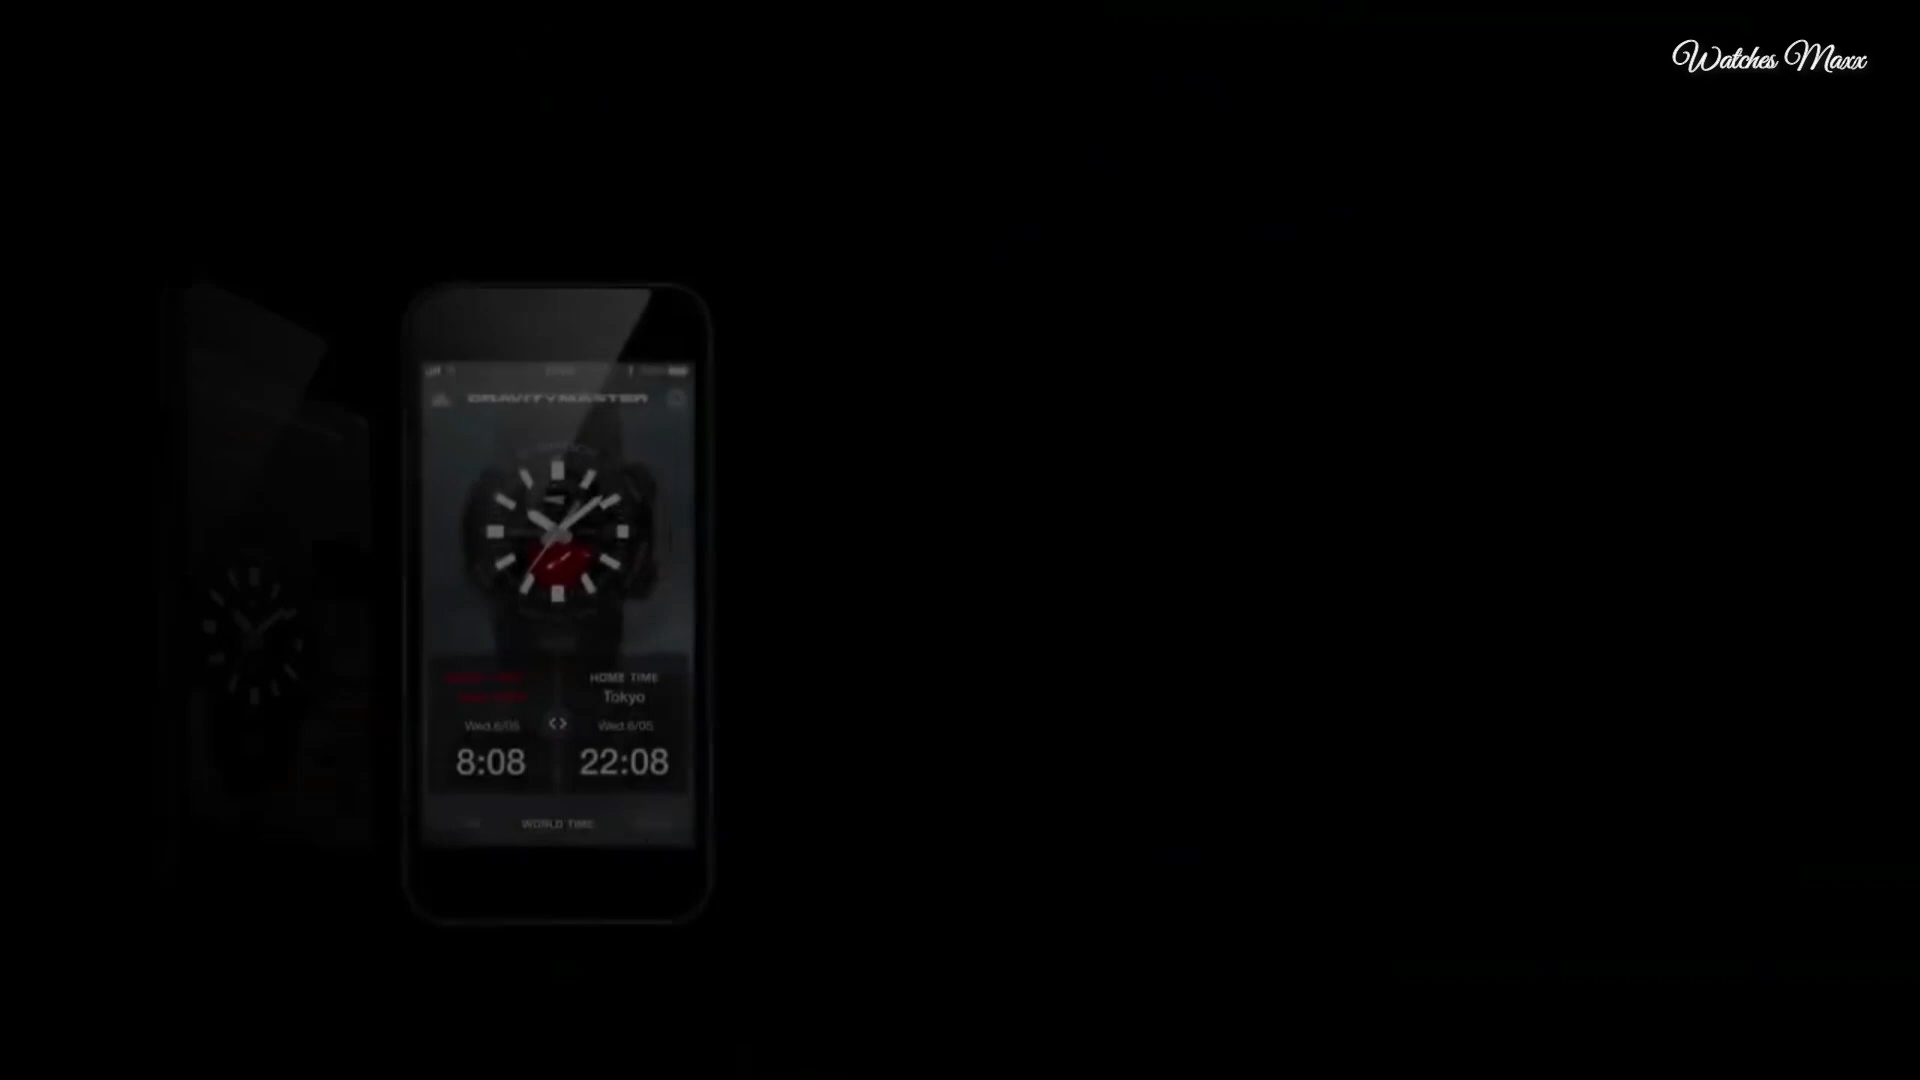 Watches Maxx
GRAVITYMASTER
HOME TIME
Tokyo
Wed 6/05
Wed 6/05
8:08
22:08
WORLD TIME